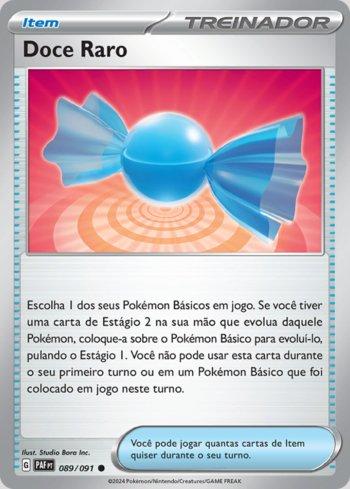 Item
TREINADOR
Doce Raro
Escolha 1 dos seus Pokémon Básicos em jogo. Se você tiver
uma carta de Estágio 2 na sua mão que evolua daquele
Pokémon, coloque-a sobre o Pokémon Básico para evoluí-lo,
pulando o Estágio 1. Você não pode usar esta carta durante
o seu primeiro turno ou em um Pokémon Básico que foi
colocado em jogo neste turno.
Ilust. Studio Bora Inc.
G PAF PT 089/091
Você pode jogar quantas cartas de Item
quiser durante o seu turno.
©2024 Pokémon/Nintendo/Creatures/GAME FREAK